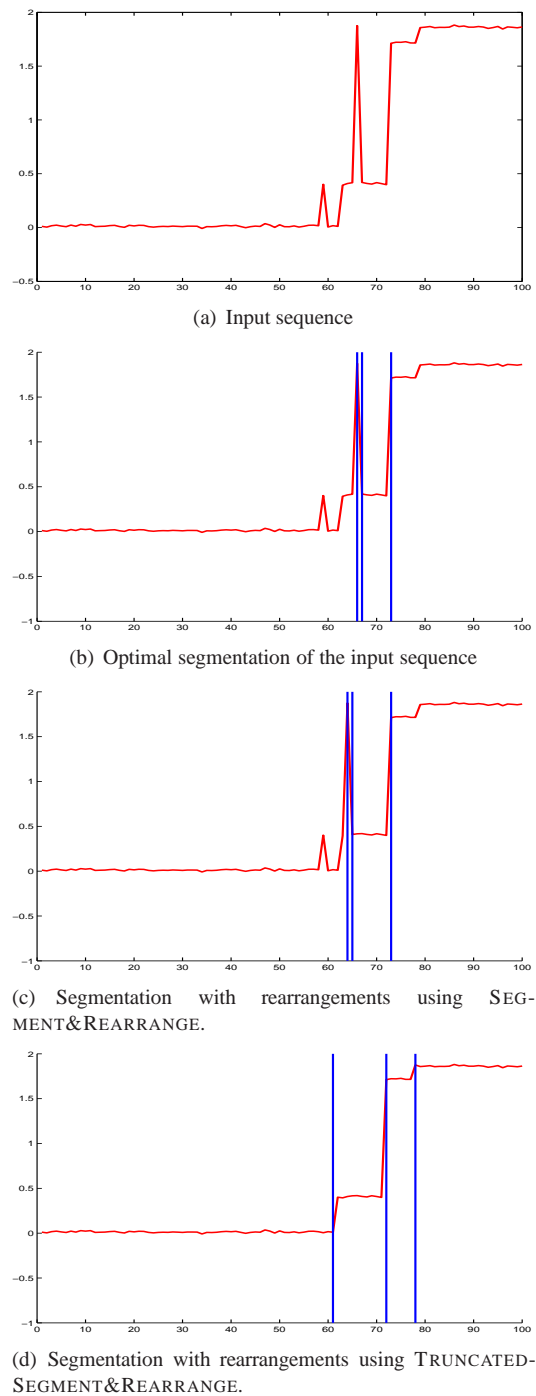 2
1.5
1
0.5
0
−0.5
0 10 20 30 40 50 60 70 80 90 100
(a) Input sequence
2
1.5
1
0.5
0
−0.5
−1
0 10 20 30 40 50 60 70 80 90 100
(b) Optimal segmentation of the input sequence
2
1.5
1
0.5
0
−0.5
−1
0 10 20 30 40 50 60 70 80 90 100
(c) Segmentation with rearrangements using SEG-
MENT&REARRANGE.
2
1.5
1
0.5
0
−0.5
−1
0 10 20 30 40 50 60 70 80 90 100
(d) Segmentation with rearrangements using TRUNCATED-
SEGMENT&REARRANGE.